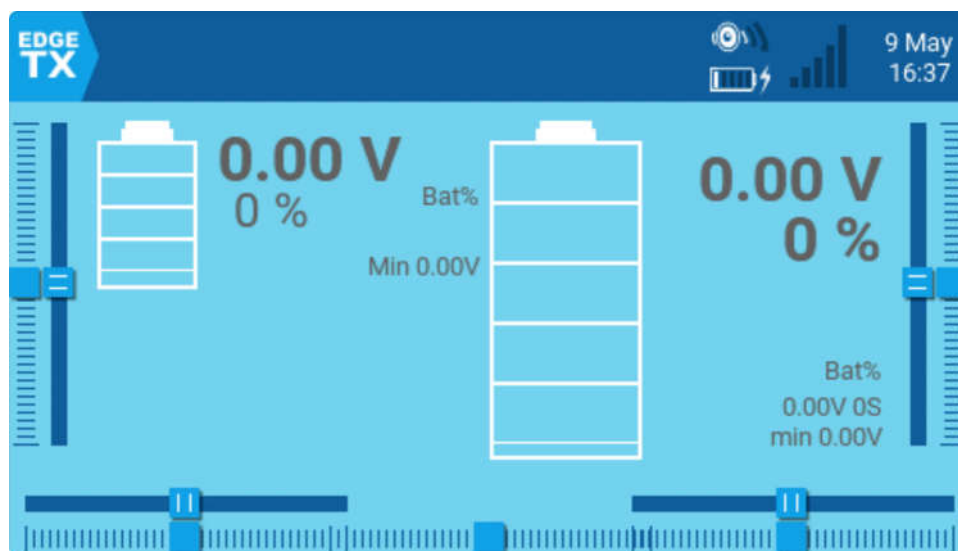 EDGE
TX
9 May
16:37
0.00 V
0 %
Bat%
Min 0.00V
0.00 V
0 %
Bat%
0.00V 0S
min 0.00V